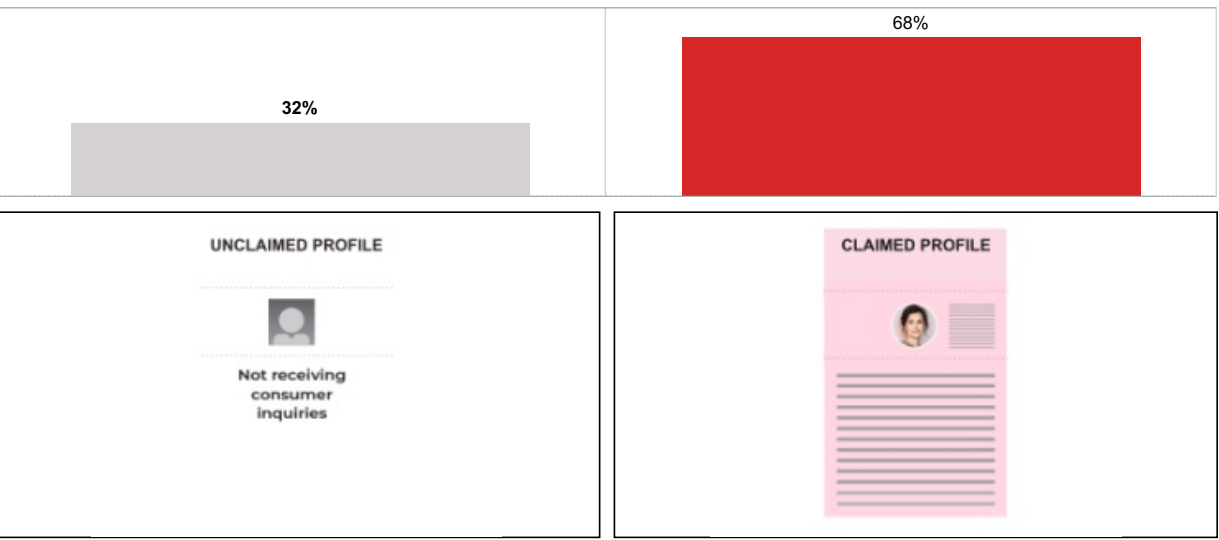 32%
68%
UNCLAIMED PROFILE
Not receiving
consumer
inquiries
CLAIMED PROFILE